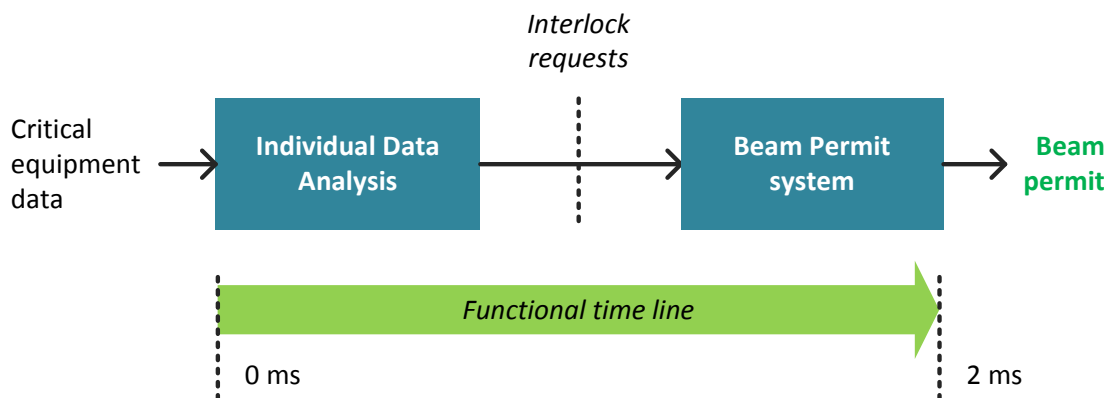 Interlock
requests
Critical
equipment
data
Individual Data
Analysis
Beam Permit
system
Beam
permit
Functional time line
0 ms
2 ms